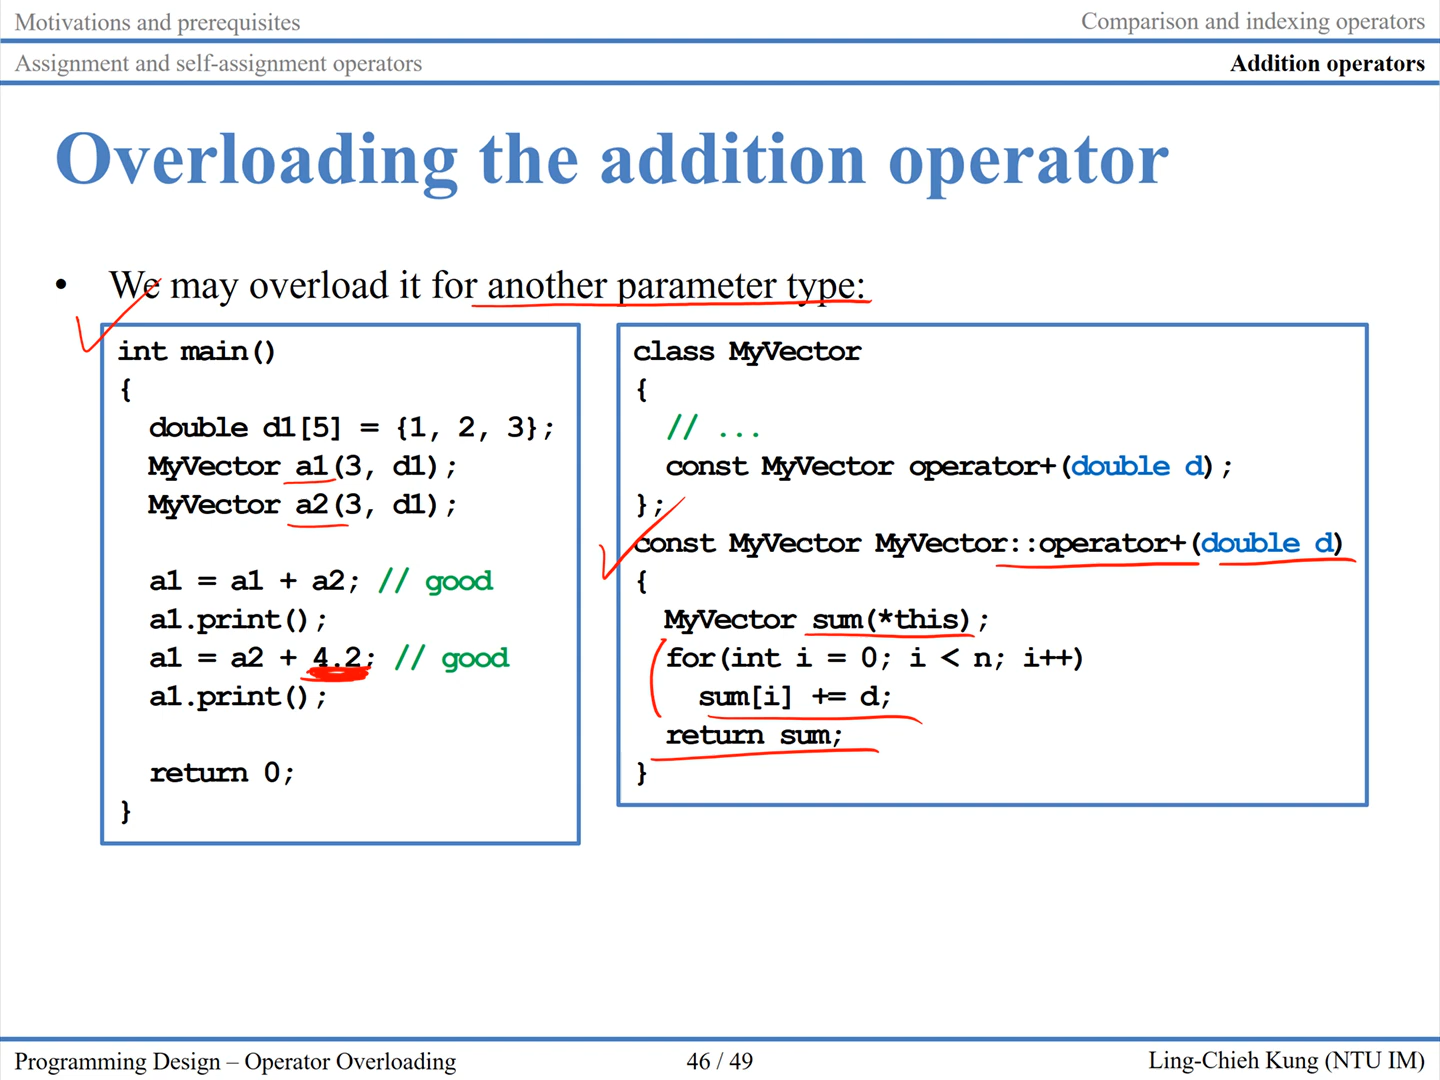 Motivations and prerequisites
Comparison and indexing operators
Assignment and self-assignment operators
Addition operators
Overloading the addition operator
• We may overload it for another parameter type:
int main()
{
  double d1[5] = {1, 2, 3};
  MyVector a1(3, d1);
  MyVector a2(3, d1);
  a1 = a1 + a2; // good
  a1.print();
  a1 = a2 + 4.2; // good
  a1.print();
  return 0;
}
class MyVector
{
  // ...
  const MyVector operator+(double d);
};
const MyVector MyVector::operator+(double d)
{
  MyVector sum(*this);
  for(int i = 0; i < n; i++)
    sum[i] += d;
  return sum;
}
Programming Design – Operator Overloading
46 / 49
Ling-Chieh Kung (NTU IM)